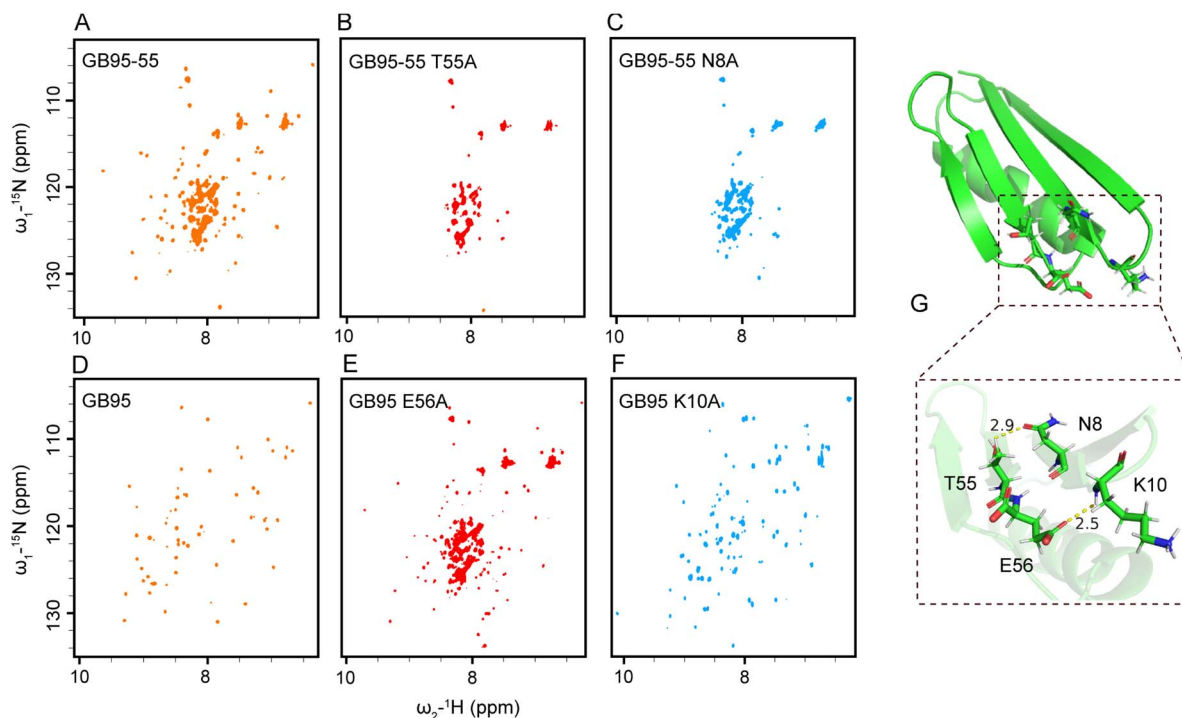 A
B
C
GB95-55
GB95-55 T55A
GB95-55 N8A
110
120
130
ω₁-¹⁵N (ppm)
10 8
10 8
10 8
G
D
E
F
GB95
GB95 E56A
GB95 K10A
110
120
130
ω₁-¹⁵N (ppm)
10 8
10 8
10 8
ω₂-¹H (ppm)
2.9
N8
T55
K10
2.5
E56